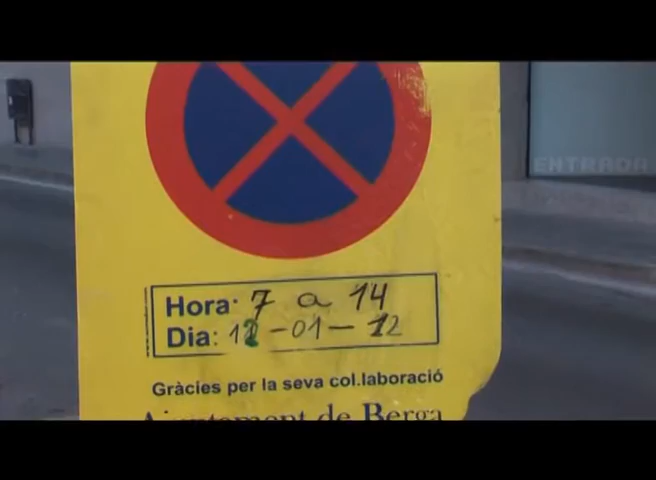 ENTRADA
Hora: 7 a 14
Dia: 12-01-12
Gràcies per la seva col.laboració
Ajuntament de Berga